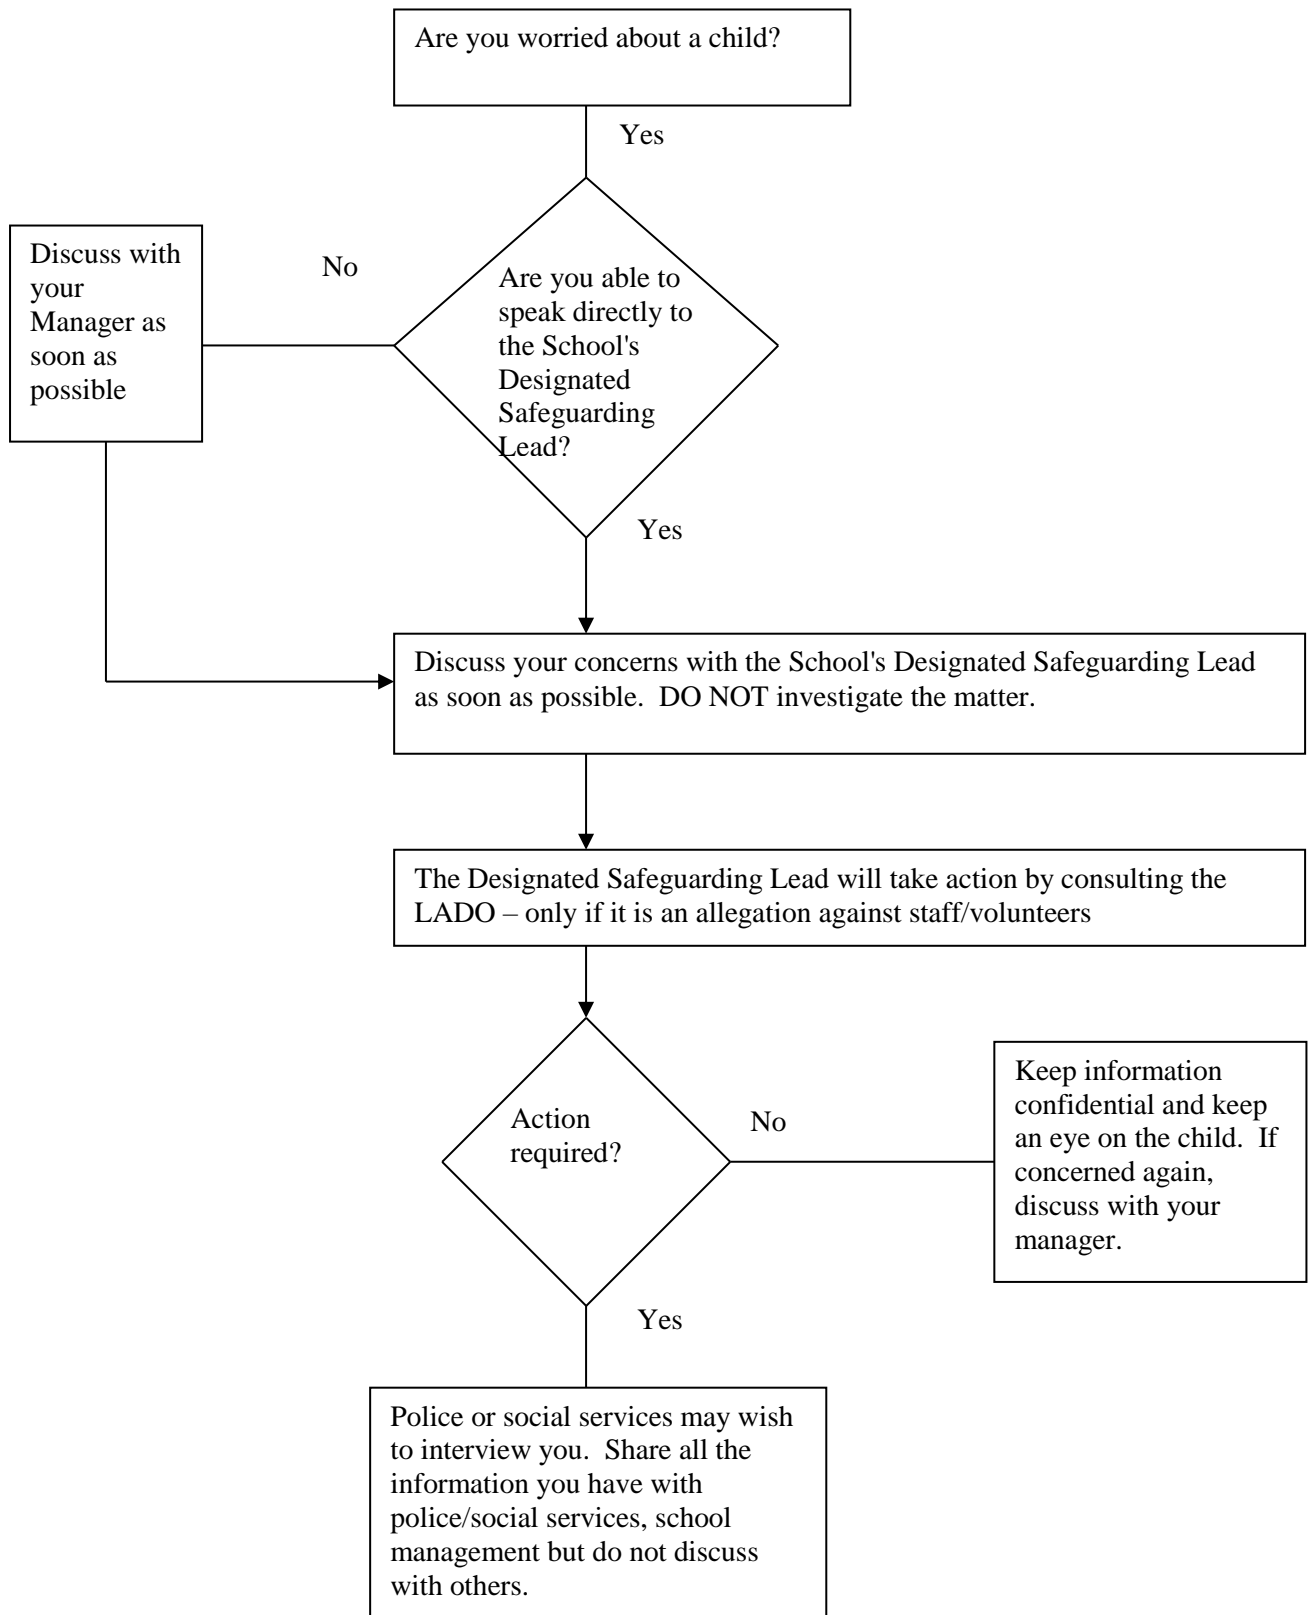 Are you worried about a child?
Yes
Discuss with
your
Manager as
soon as
possible
No
Are you able to
speak directly to
the School's
Designated
Safeguarding
Lead?
Yes
Discuss your concerns with the School's Designated Safeguarding Lead
as soon as possible.  DO NOT investigate the matter.
The Designated Safeguarding Lead will take action by consulting the
LADO – only if it is an allegation against staff/volunteers
Action
required?
No
Keep information
confidential and keep
an eye on the child.  If
concerned again,
discuss with your
manager.
Yes
Police or social services may wish
to interview you.  Share all the
information you have with
police/social services, school
management but do not discuss
with others.